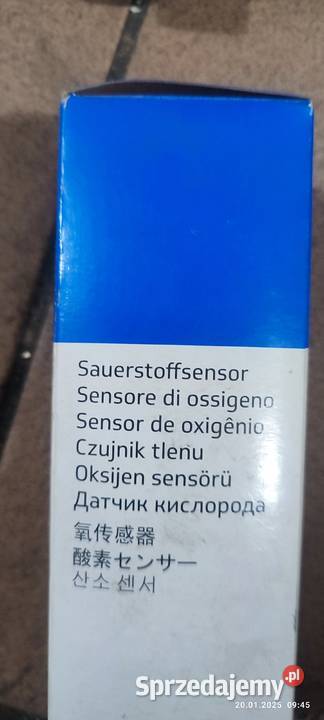 Sauerstoffsensor
Sensore di ossigeno
Sensor de oxigênio
Czujnik tlenu
Oksijen sensörü
Датчик кислорода
氧传感器
酸素センサー
산소 센서
Sprzedajemy.pl
20.01.2025 09:45